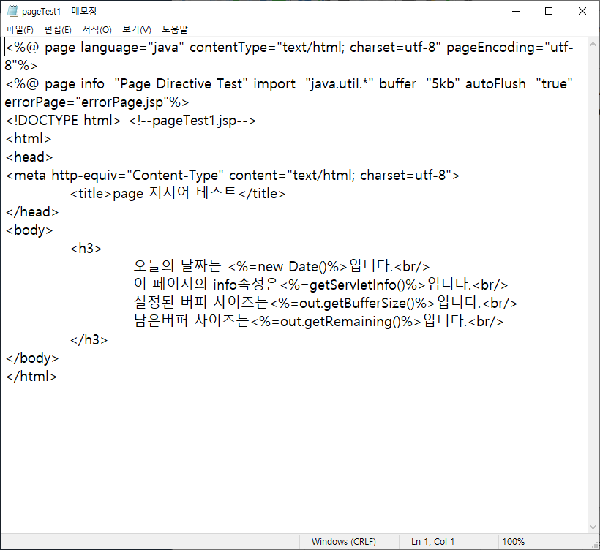 pageTest1 - 메모장
파일(F) 편집(E) 서식(O) 보기(V) 도움말
<%@ page language="java" contentType="text/html; charset=utf-8" pageEncoding="utf-
8"%>
<%@ page info "Page Directive Test" import "java.util.*" buffer "5kb" autoFlush "true"
errorPage="errorPage.jsp"%>
<!DOCTYPE html> <!--pageTest1.jsp-->
<html>
<head>
<meta http-equiv="Content-Type" content="text/html; charset=utf-8">
<title>page 지시어 테스트</title>
</head>
<body>
<h3>
오늘의 날짜는 <%=new Date()%>입니다.<br/>
이 페이지의 info속성은<%=getServletInfo()%>입니다.<br/>
설정된 버퍼 사이즈는<%=out.getBufferSize()%>입니다.<br/>
남은버퍼 사이즈는<%=out.getRemaining()%>입니다.<br/>
</h3>
</body>
</html>
Windows (CRLF) Ln 1, Col 1 100%